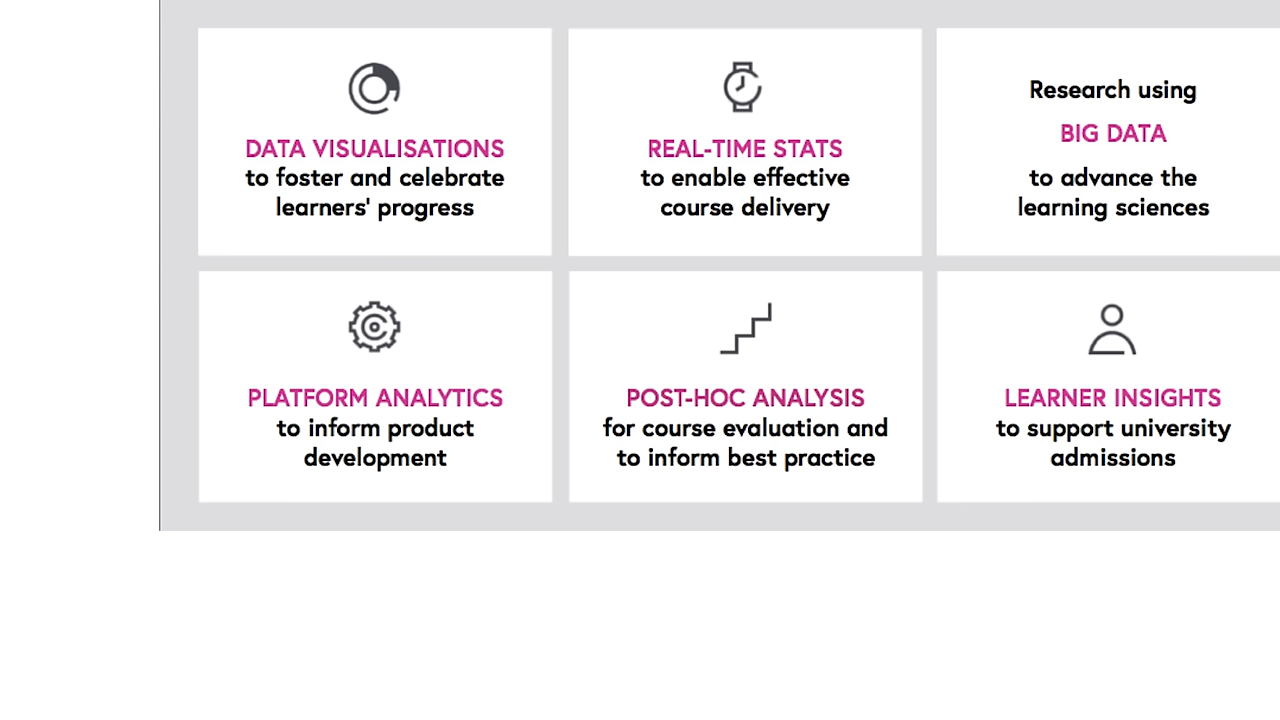 DATA VISUALISATIONS
to foster and celebrate
learners' progress
REAL-TIME STATS
to enable effective
course delivery
Research using
BIG DATA
to advance the
learning sciences
PLATFORM ANALYTICS
to inform product
development
POST-HOC ANALYSIS
for course evaluation and
to inform best practice
LEARNER INSIGHTS
to support university
admissions